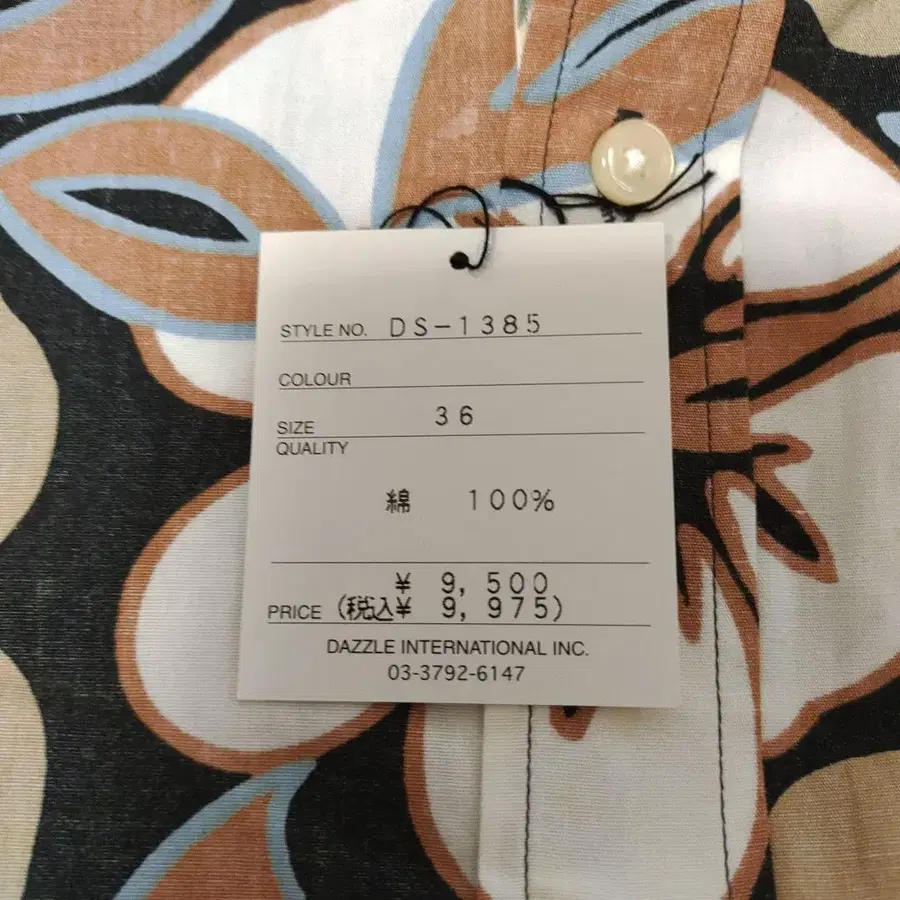 STYLE NO. DS-1385
COLOUR
SIZE 36
QUALITY
綿 100%
¥ 9,500
PRICE (税込¥ 9,975)
DAZZLE INTERNATIONAL INC.
03-3792-6147